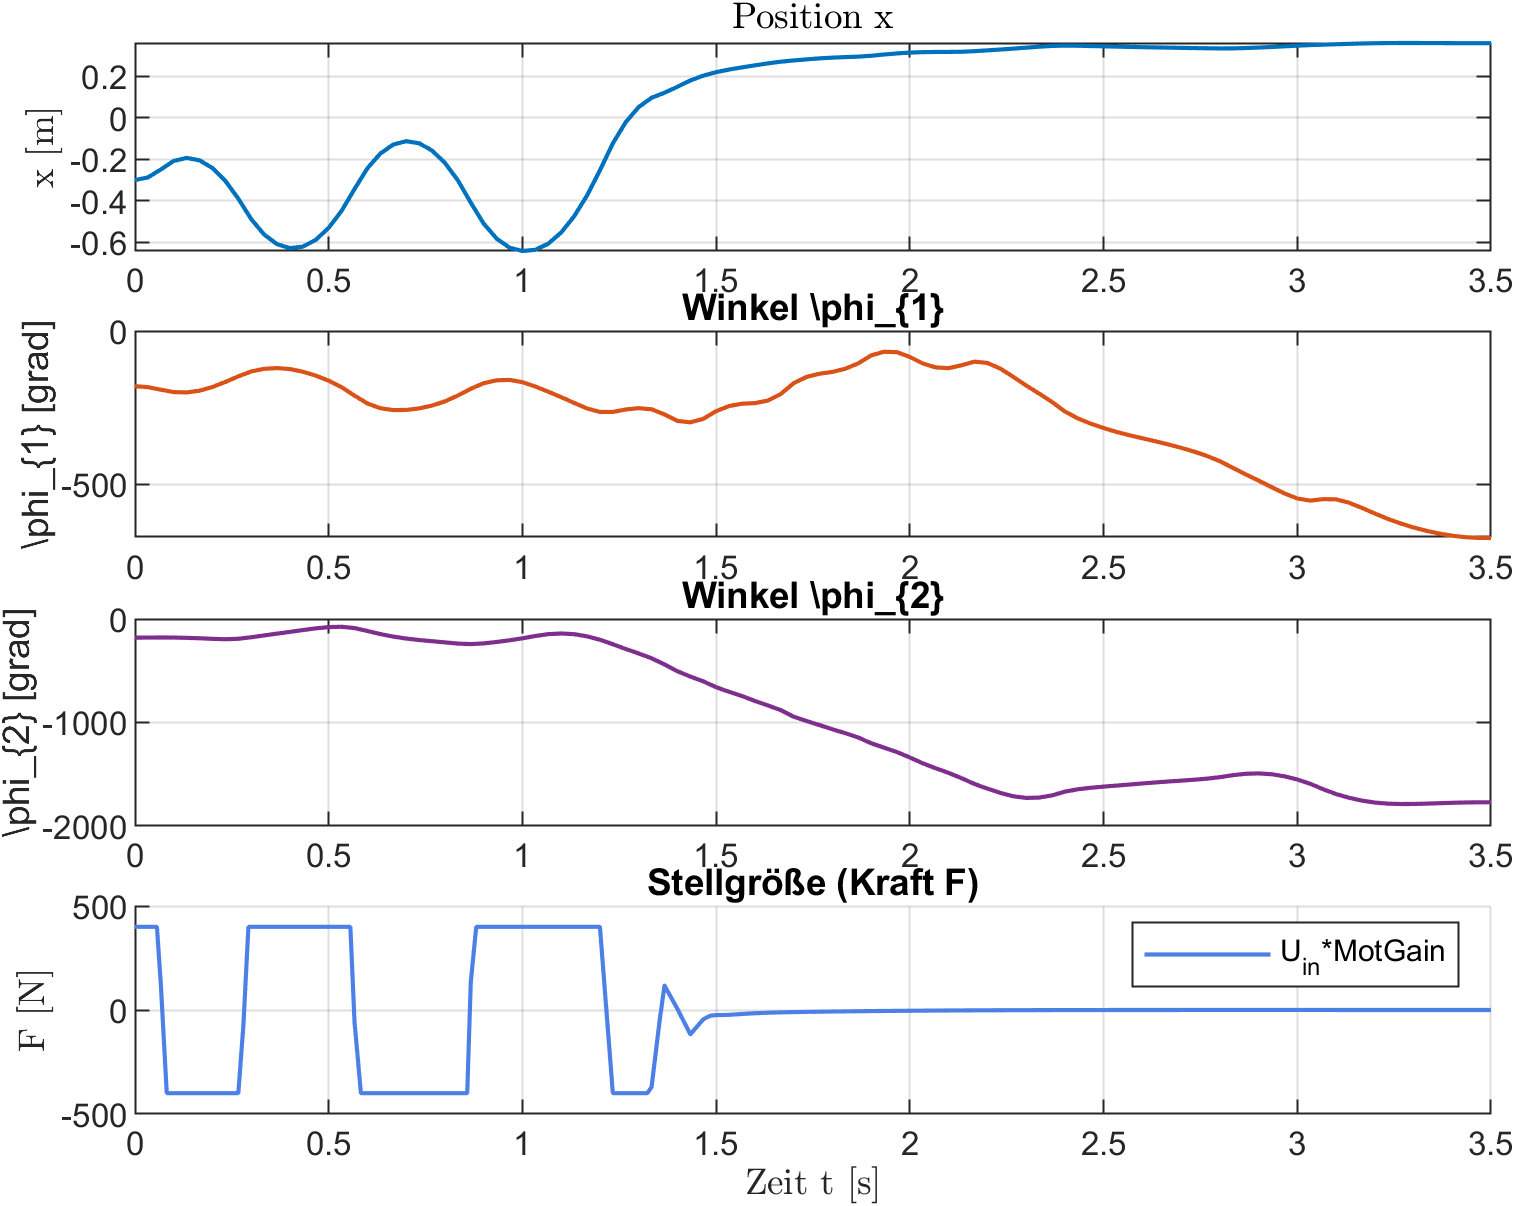 Position x
x [m]
0.2
0
-0.2
-0.4
-0.6
0 0.5 1 1.5 2 2.5 3 3.5
Winkel \phi_{1}
\phi_{1} [grad]
0
-500
0 0.5 1 1.5 2 2.5 3 3.5
Winkel \phi_{2}
\phi_{2} [grad]
0
-1000
-2000
0 0.5 1 1.5 2 2.5 3 3.5
Stellgröße (Kraft F)
F [N]
500
0
-500
U_in*MotGain
0 0.5 1 1.5 2 2.5 3 3.5
Zeit t [s]